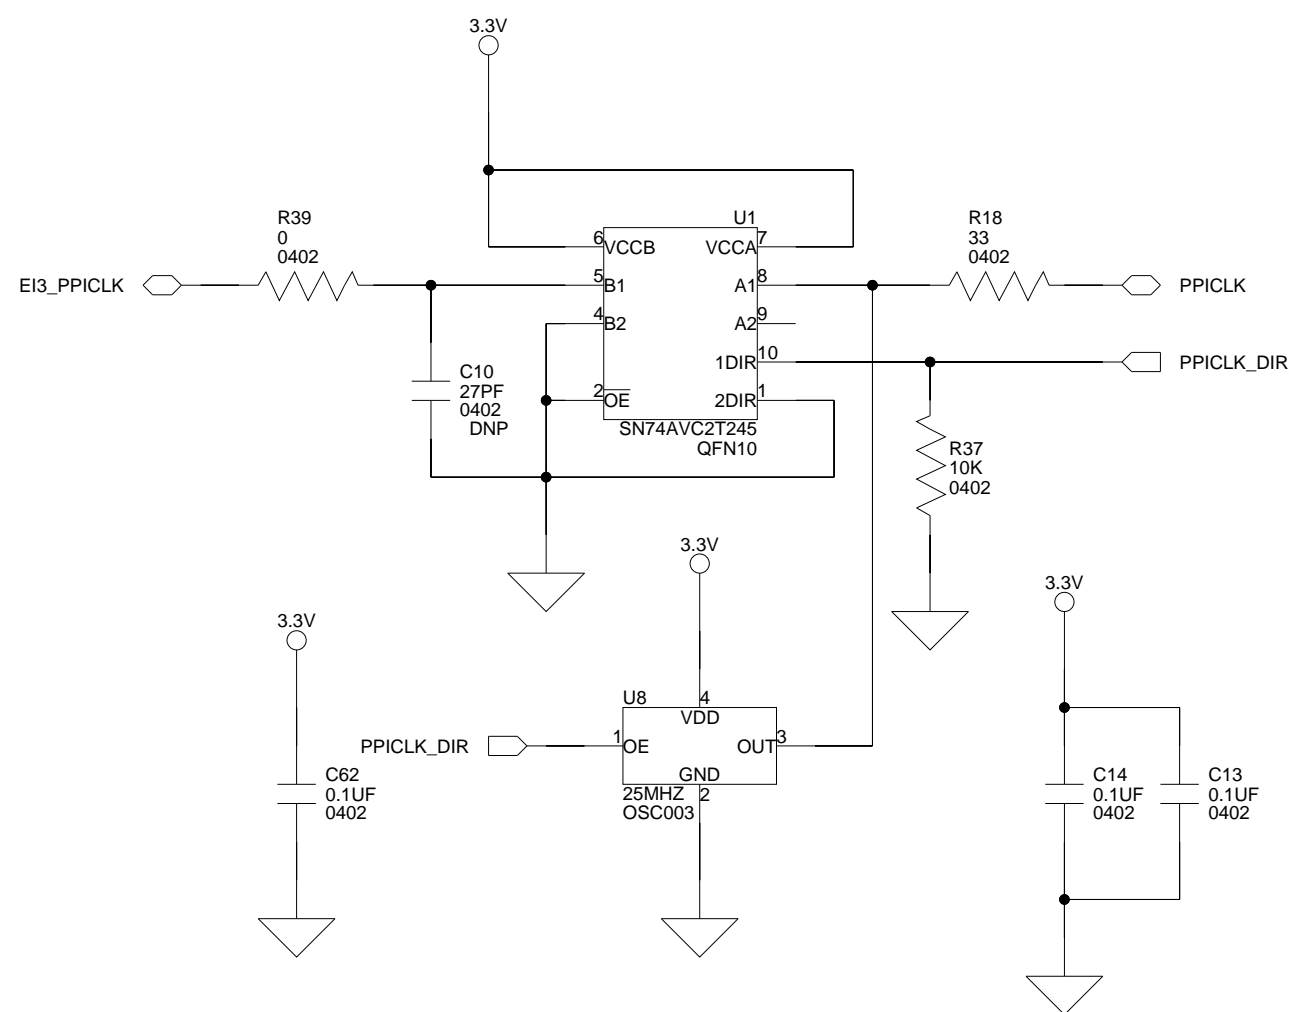 3.3V
R39
0
0402
EI3_PPICLK
U1
6 VCCB VCCA 7
5 B1 A1 8
4 B2 A2 9
1DIR 10
2 OE 2DIR 1
SN74AVC2T245
QFN10
R18
33
0402
PPICLK
PPICLK_DIR
C10
27PF
0402
DNP
R37
10K
0402
3.3V
U8
4
VDD
PPICLK_DIR
1 OE OUT 3
GND
2
25MHZ
OSC003
3.3V
C62
0.1UF
0402
3.3V
C14
0.1UF
0402
C13
0.1UF
0402